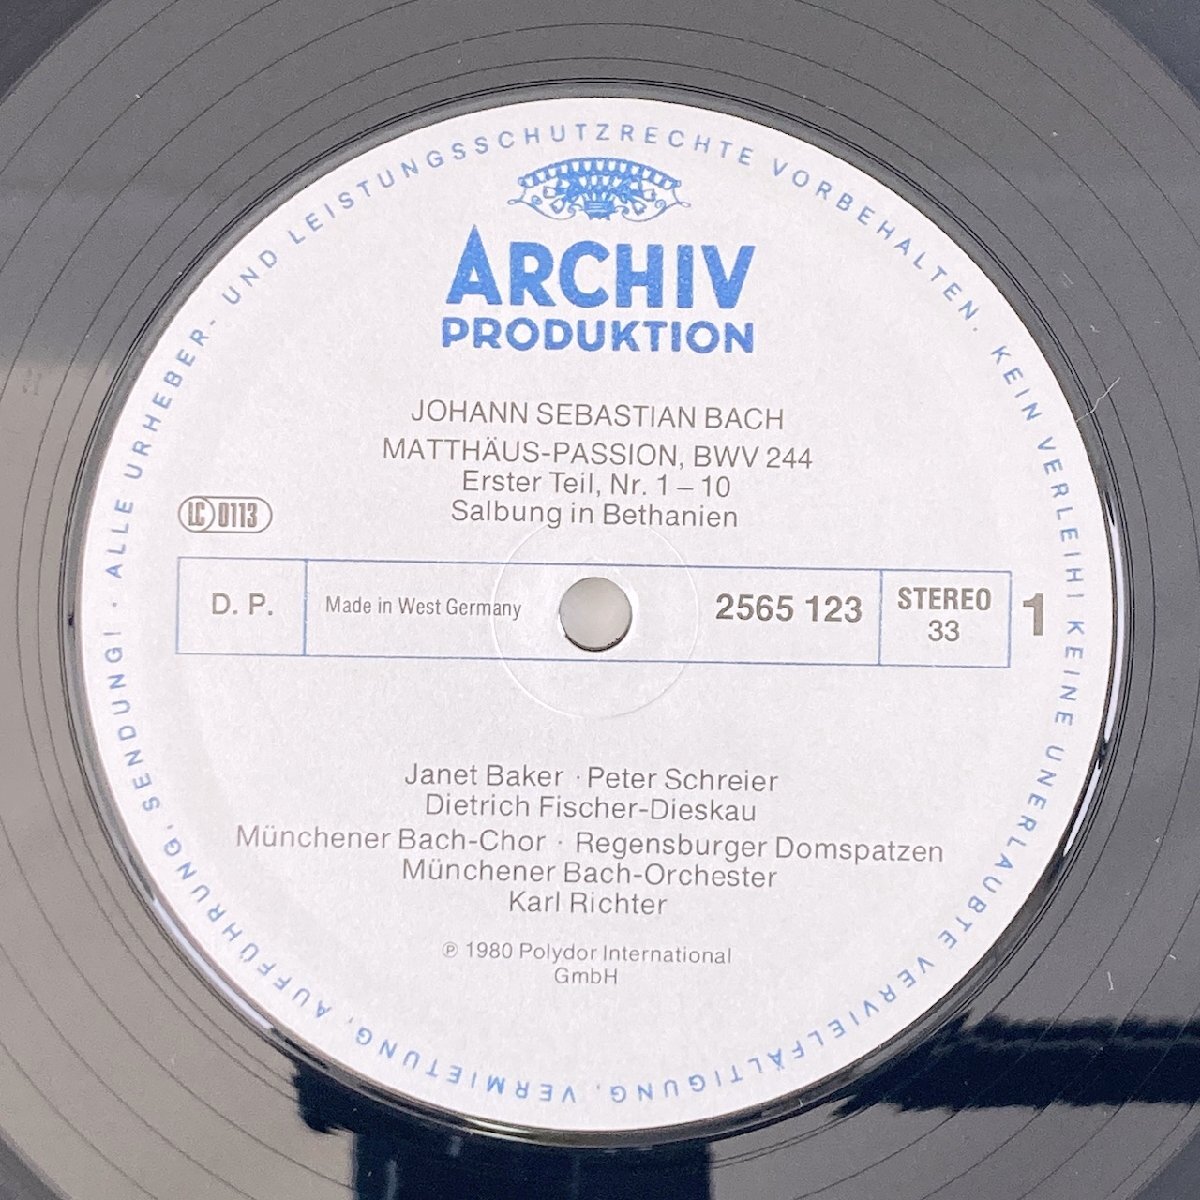 ALLE URHEBER- UND LEISTUNGSSCHUTZRECHTE VORBEHALTEN. KEIN VERLEIH! KEINE UNERLAUBTE VERVIELFÄLTIGUNG, VERMIETUNG, AUFFÜHRUNG, SENDUNG! ·
ARCHIV
PRODUKTION
JOHANN SEBASTIAN BACH
MATTHÄUS-PASSION, BWV 244
Erster Teil, Nr. 1 – 10
Salbung in Bethanien
LC 0113
D. P.
Made in West Germany
2565 123
STEREO
33
1
Janet Baker · Peter Schreier
Dietrich Fischer-Dieskau
Münchener Bach-Chor · Regensburger Domspatzen
Münchener Bach-Orchester
Karl Richter
℗ 1980 Polydor International
GmbH